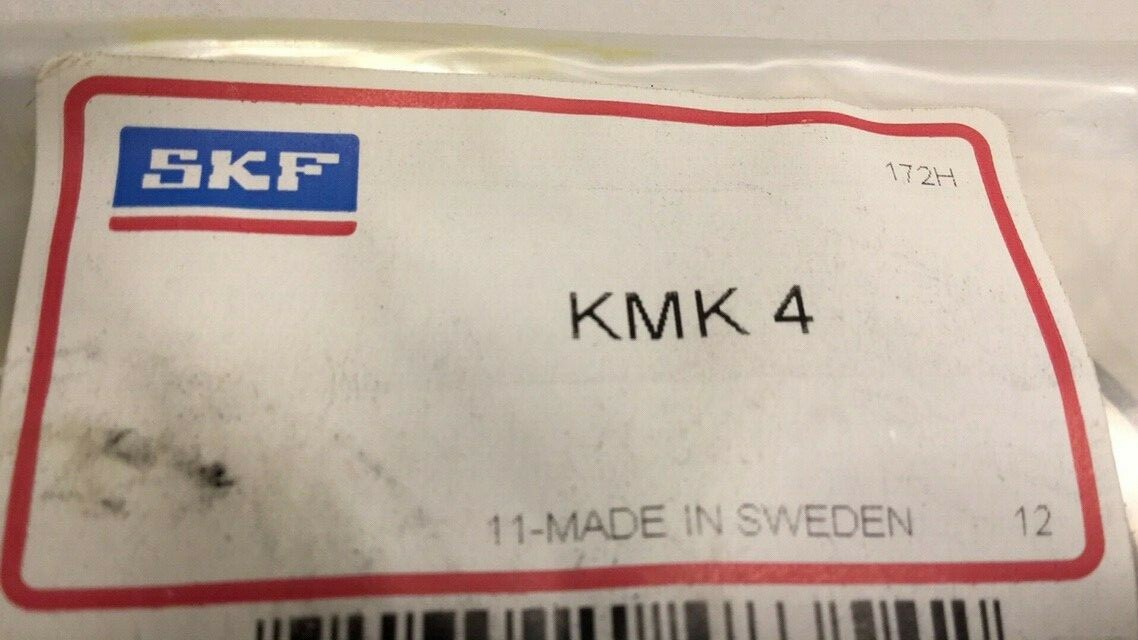 SKF
172H
KMK 4
11-MADE IN SWEDEN 12